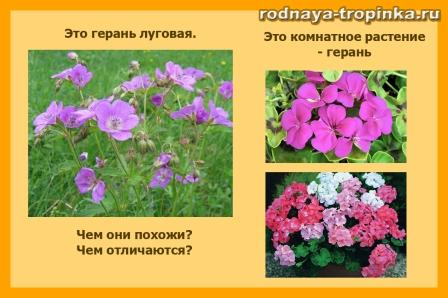 rodnaya-tropinka.ru
Это герань луговая.
Это комнатное растение
- герань
Чем они похожи?
Чем отличаются?